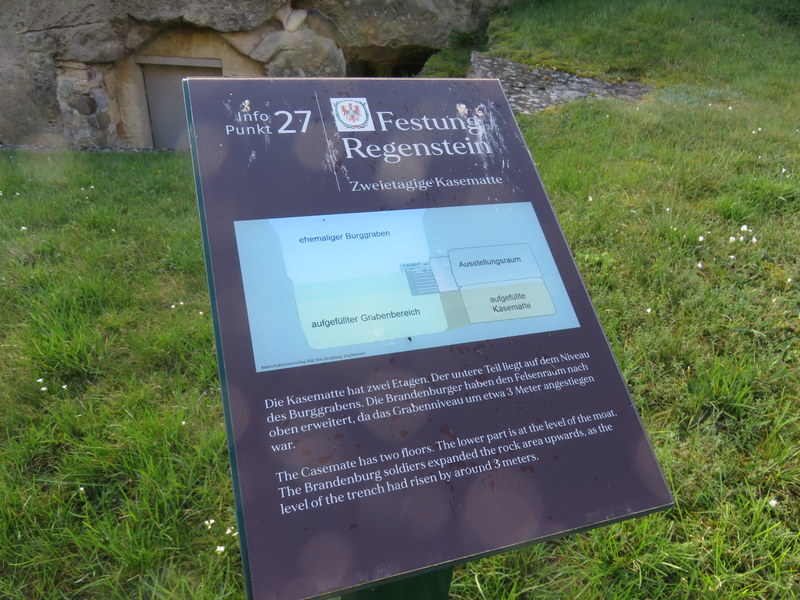 Info
Punkt 27
Festung
Regenstein
Zweietagige Kasematte
ehemaliger Burggraben
Ausstellungsraum
aufgefüllter Grabenbereich
aufgefüllte
Kasematte
Die Kasematte hat zwei Etagen. Der untere Teil liegt auf dem Niveau
des Burggrabens. Die Brandenburger haben den Felsenraum nach
oben erweitert, da das Grabenniveau um etwa 3 Meter angestiegen
war.
The Casemate has two floors. The lower part is at the level of the moat.
The Brandenburg soldiers expanded the rock area upwards, as the
level of the trench had risen by around 3 meters.